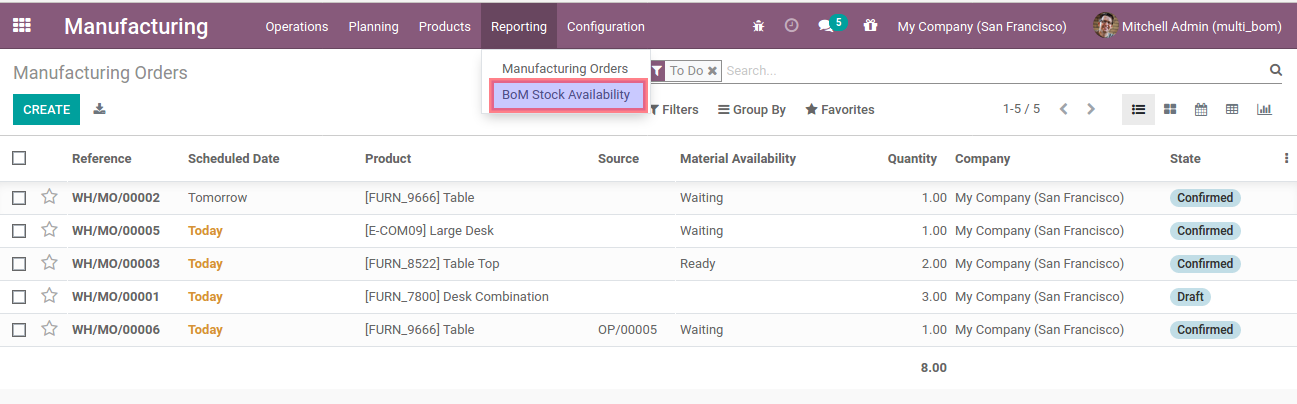 Manufacturing Operations Planning Products Reporting Configuration 5 My Company (San Francisco) Mitchell Admin (multi_bom)
Manufacturing Orders
Manufacturing Orders
BoM Stock Availability
To Do Search...
CREATE Filters Group By Favorites 1-5 / 5
Reference Scheduled Date Product Source Material Availability Quantity Company State
WH/MO/00002 Tomorrow [FURN_9666] Table Waiting 1.00 My Company (San Francisco) Confirmed
WH/MO/00005 Today [E-COM09] Large Desk Waiting 1.00 My Company (San Francisco) Confirmed
WH/MO/00003 Today [FURN_8522] Table Top Ready 2.00 My Company (San Francisco) Confirmed
WH/MO/00001 Today [FURN_7800] Desk Combination 3.00 My Company (San Francisco) Draft
WH/MO/00006 Today [FURN_9666] Table OP/00005 Waiting 1.00 My Company (San Francisco) Confirmed
8.00